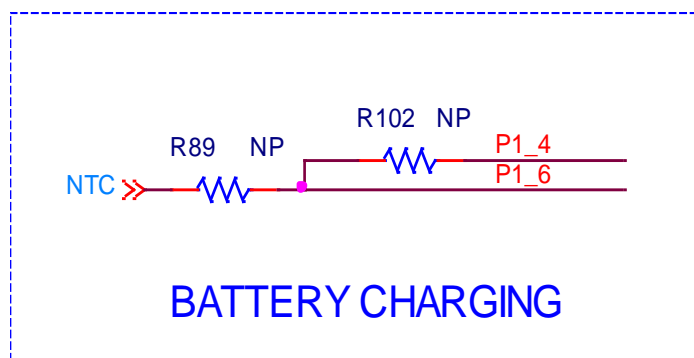 R102 NP
P1_4
R89 NP
P1_6
NTC
BATTERY CHARGING